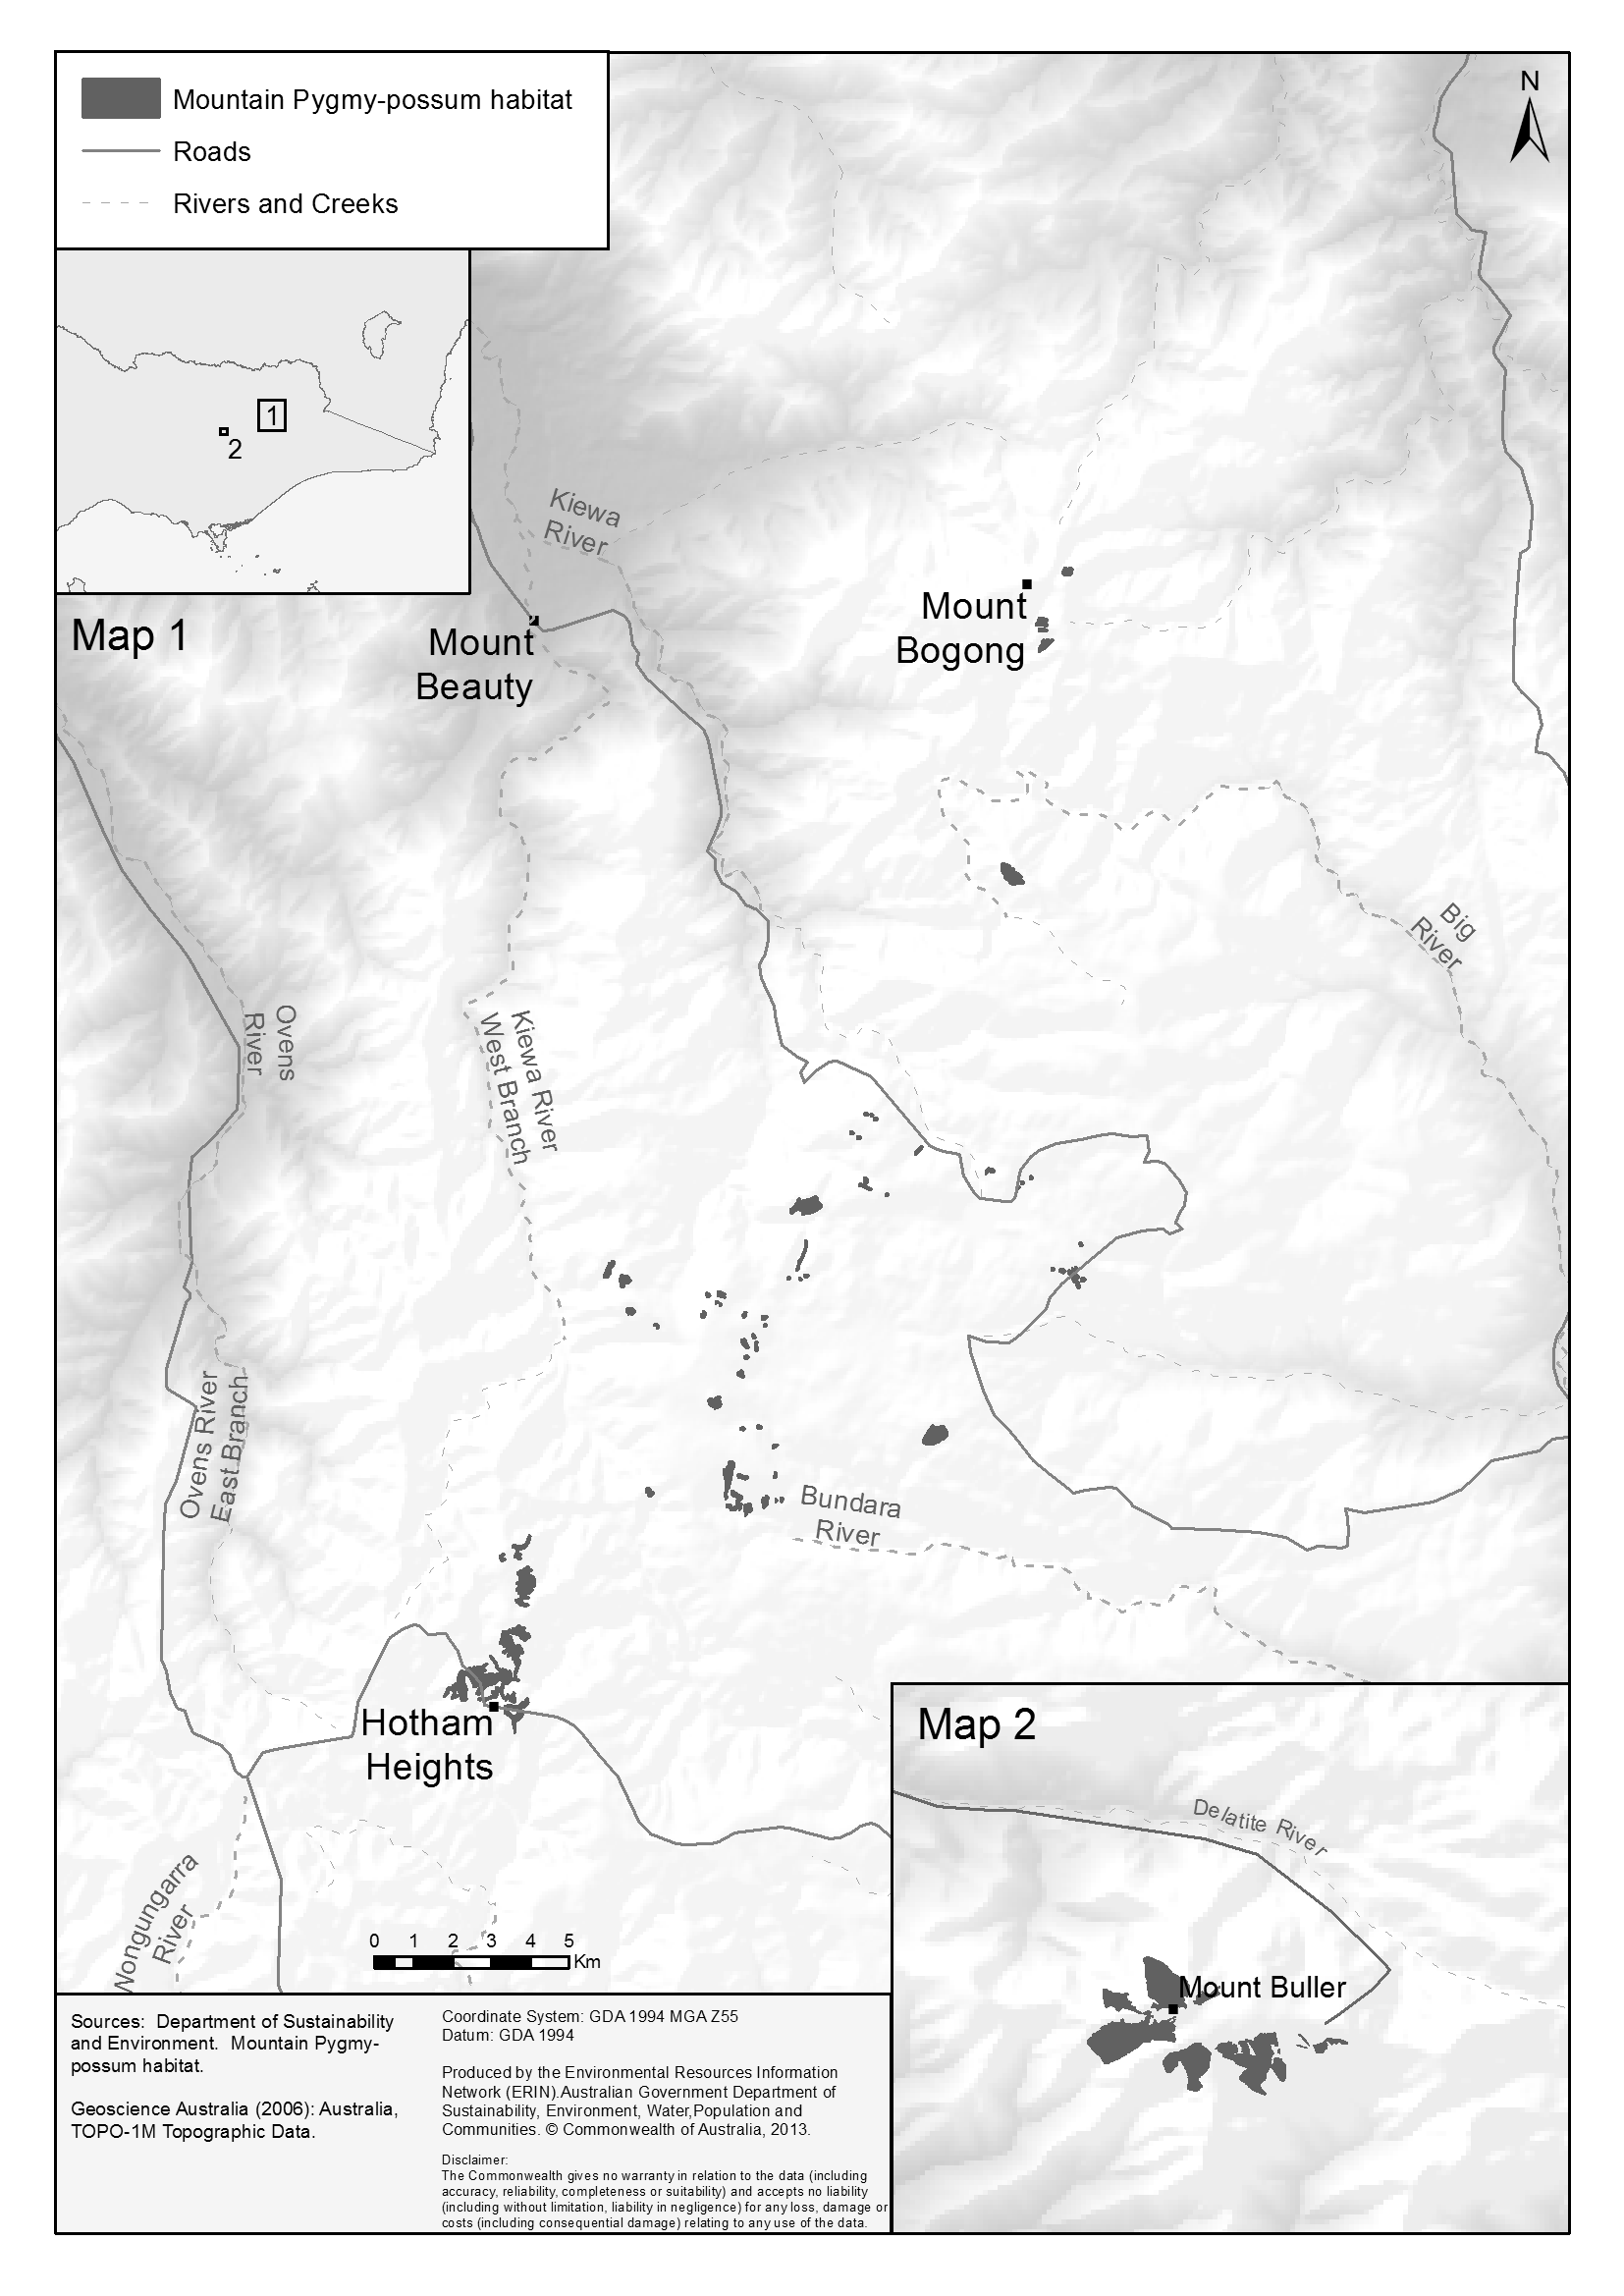 Mountain Pygmy-possum habitat
Roads
Rivers and Creeks
N
1
2
Map 1
Kiewa
River
Mount
Beauty
Mount
Bogong
Big
River
Ovens
River
Kiewa River
West Branch
Ovens River
East Branch
Bundara
River
Hotham
Heights
Wongungarra
River
0 1 2 3 4 5
Km
Map 2
Delatite River
Mount Buller
Sources: Department of Sustainability
and Environment. Mountain Pygmy-
possum habitat.
Geoscience Australia (2006): Australia,
TOPO-1M Topographic Data.
Coordinate System: GDA 1994 MGA Z55
Datum: GDA 1994
Produced by the Environmental Resources Information
Network (ERIN).Australian Government Department of
Sustainability, Environment, Water,Population and
Communities. © Commonwealth of Australia, 2013.
Disclaimer:
The Commonwealth gives no warranty in relation to the data (including
accuracy, reliability, completeness or suitability) and accepts no liability
(including without limitation, liability in negligence) for any loss, damage or
costs (including consequential damage) relating to any use of the data.